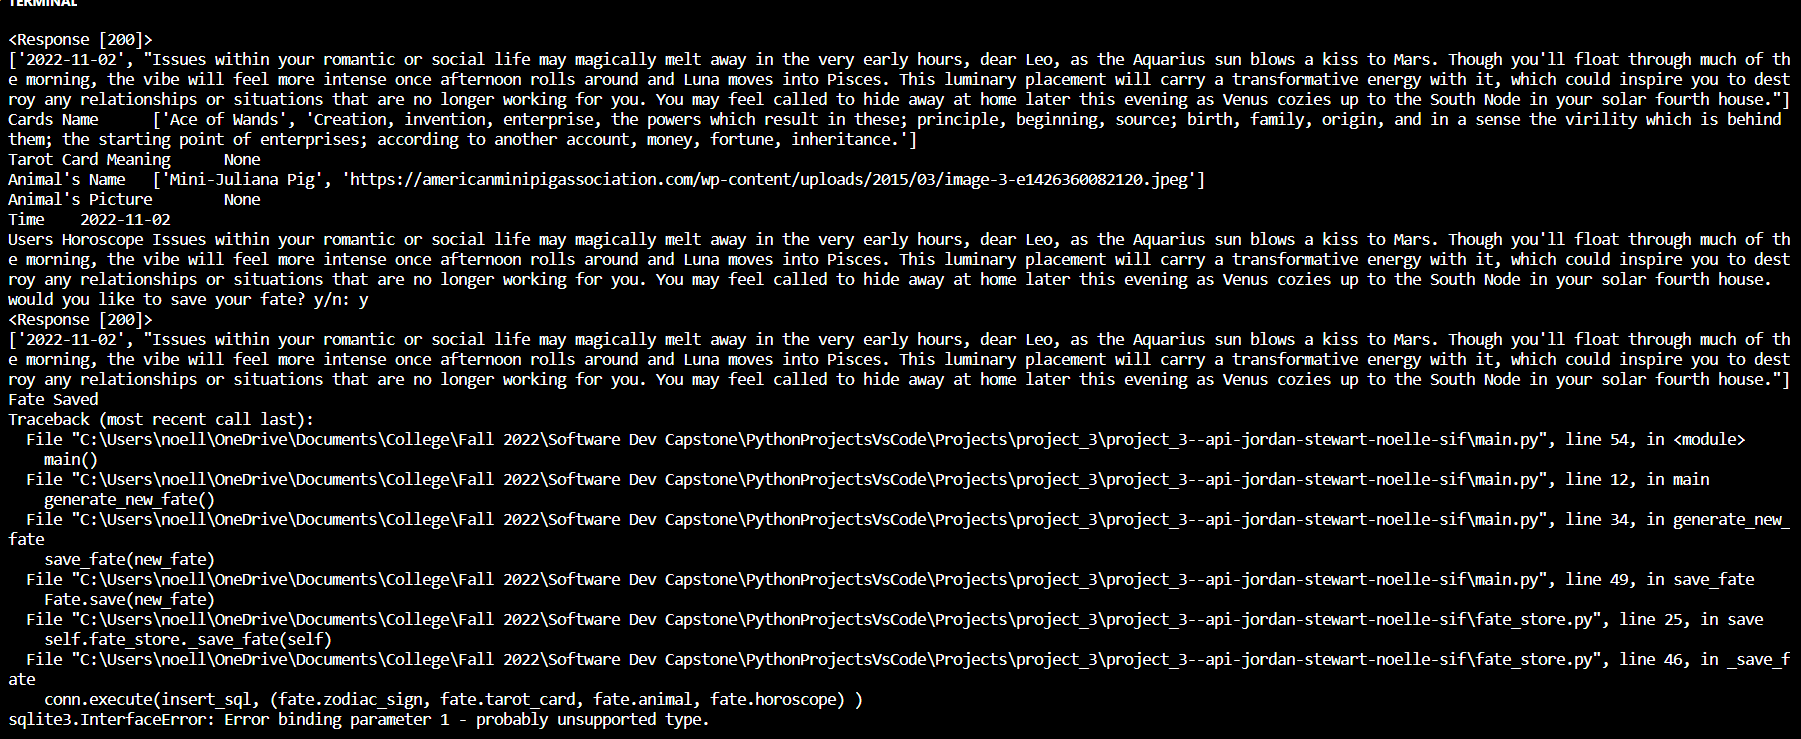 TERMINAL
<Response [200]>
['2022-11-02', "Issues within your romantic or social life may magically melt away in the very early hours, dear Leo, as the Aquarius sun blows a kiss to Mars. Though you'll float through much of th
e morning, the vibe will feel more intense once afternoon rolls around and Luna moves into Pisces. This luminary placement will carry a transformative energy with it, which could inspire you to dest
roy any relationships or situations that are no longer working for you. You may feel called to hide away at home later this evening as Venus cozies up to the South Node in your solar fourth house."]
Cards Name      ['Ace of Wands', 'Creation, invention, enterprise, the powers which result in these; principle, beginning, source; birth, family, origin, and in a sense the virility which is behind
them; the starting point of enterprises; according to another account, money, fortune, inheritance.']
Tarot Card Meaning      None
Animal's Name   ['Mini-Juliana Pig', 'https://americanminipigassociation.com/wp-content/uploads/2015/03/image-3-e1426360082120.jpeg']
Animal's Picture        None
Time    2022-11-02
Users Horoscope Issues within your romantic or social life may magically melt away in the very early hours, dear Leo, as the Aquarius sun blows a kiss to Mars. Though you'll float through much of th
e morning, the vibe will feel more intense once afternoon rolls around and Luna moves into Pisces. This luminary placement will carry a transformative energy with it, which could inspire you to dest
roy any relationships or situations that are no longer working for you. You may feel called to hide away at home later this evening as Venus cozies up to the South Node in your solar fourth house.
would you like to save your fate? y/n: y
<Response [200]>
['2022-11-02', "Issues within your romantic or social life may magically melt away in the very early hours, dear Leo, as the Aquarius sun blows a kiss to Mars. Though you'll float through much of th
e morning, the vibe will feel more intense once afternoon rolls around and Luna moves into Pisces. This luminary placement will carry a transformative energy with it, which could inspire you to dest
roy any relationships or situations that are no longer working for you. You may feel called to hide away at home later this evening as Venus cozies up to the South Node in your solar fourth house."]
Fate Saved
Traceback (most recent call last):
  File "C:\Users\noell\OneDrive\Documents\College\Fall 2022\Software Dev Capstone\PythonProjectsVsCode\Projects\project_3\project_3--api-jordan-stewart-noelle-sif\main.py", line 54, in <module>
    main()
  File "C:\Users\noell\OneDrive\Documents\College\Fall 2022\Software Dev Capstone\PythonProjectsVsCode\Projects\project_3\project_3--api-jordan-stewart-noelle-sif\main.py", line 12, in main
    generate_new_fate()
  File "C:\Users\noell\OneDrive\Documents\College\Fall 2022\Software Dev Capstone\PythonProjectsVsCode\Projects\project_3\project_3--api-jordan-stewart-noelle-sif\main.py", line 34, in generate_new_
fate
    save_fate(new_fate)
  File "C:\Users\noell\OneDrive\Documents\College\Fall 2022\Software Dev Capstone\PythonProjectsVsCode\Projects\project_3\project_3--api-jordan-stewart-noelle-sif\main.py", line 49, in save_fate
    Fate.save(new_fate)
  File "C:\Users\noell\OneDrive\Documents\College\Fall 2022\Software Dev Capstone\PythonProjectsVsCode\Projects\project_3\project_3--api-jordan-stewart-noelle-sif\fate_store.py", line 25, in save
    self.fate_store._save_fate(self)
  File "C:\Users\noell\OneDrive\Documents\College\Fall 2022\Software Dev Capstone\PythonProjectsVsCode\Projects\project_3\project_3--api-jordan-stewart-noelle-sif\fate_store.py", line 46, in _save_f
ate
    conn.execute(insert_sql, (fate.zodiac_sign, fate.tarot_card, fate.animal, fate.horoscope) )
sqlite3.InterfaceError: Error binding parameter 1 - probably unsupported type.